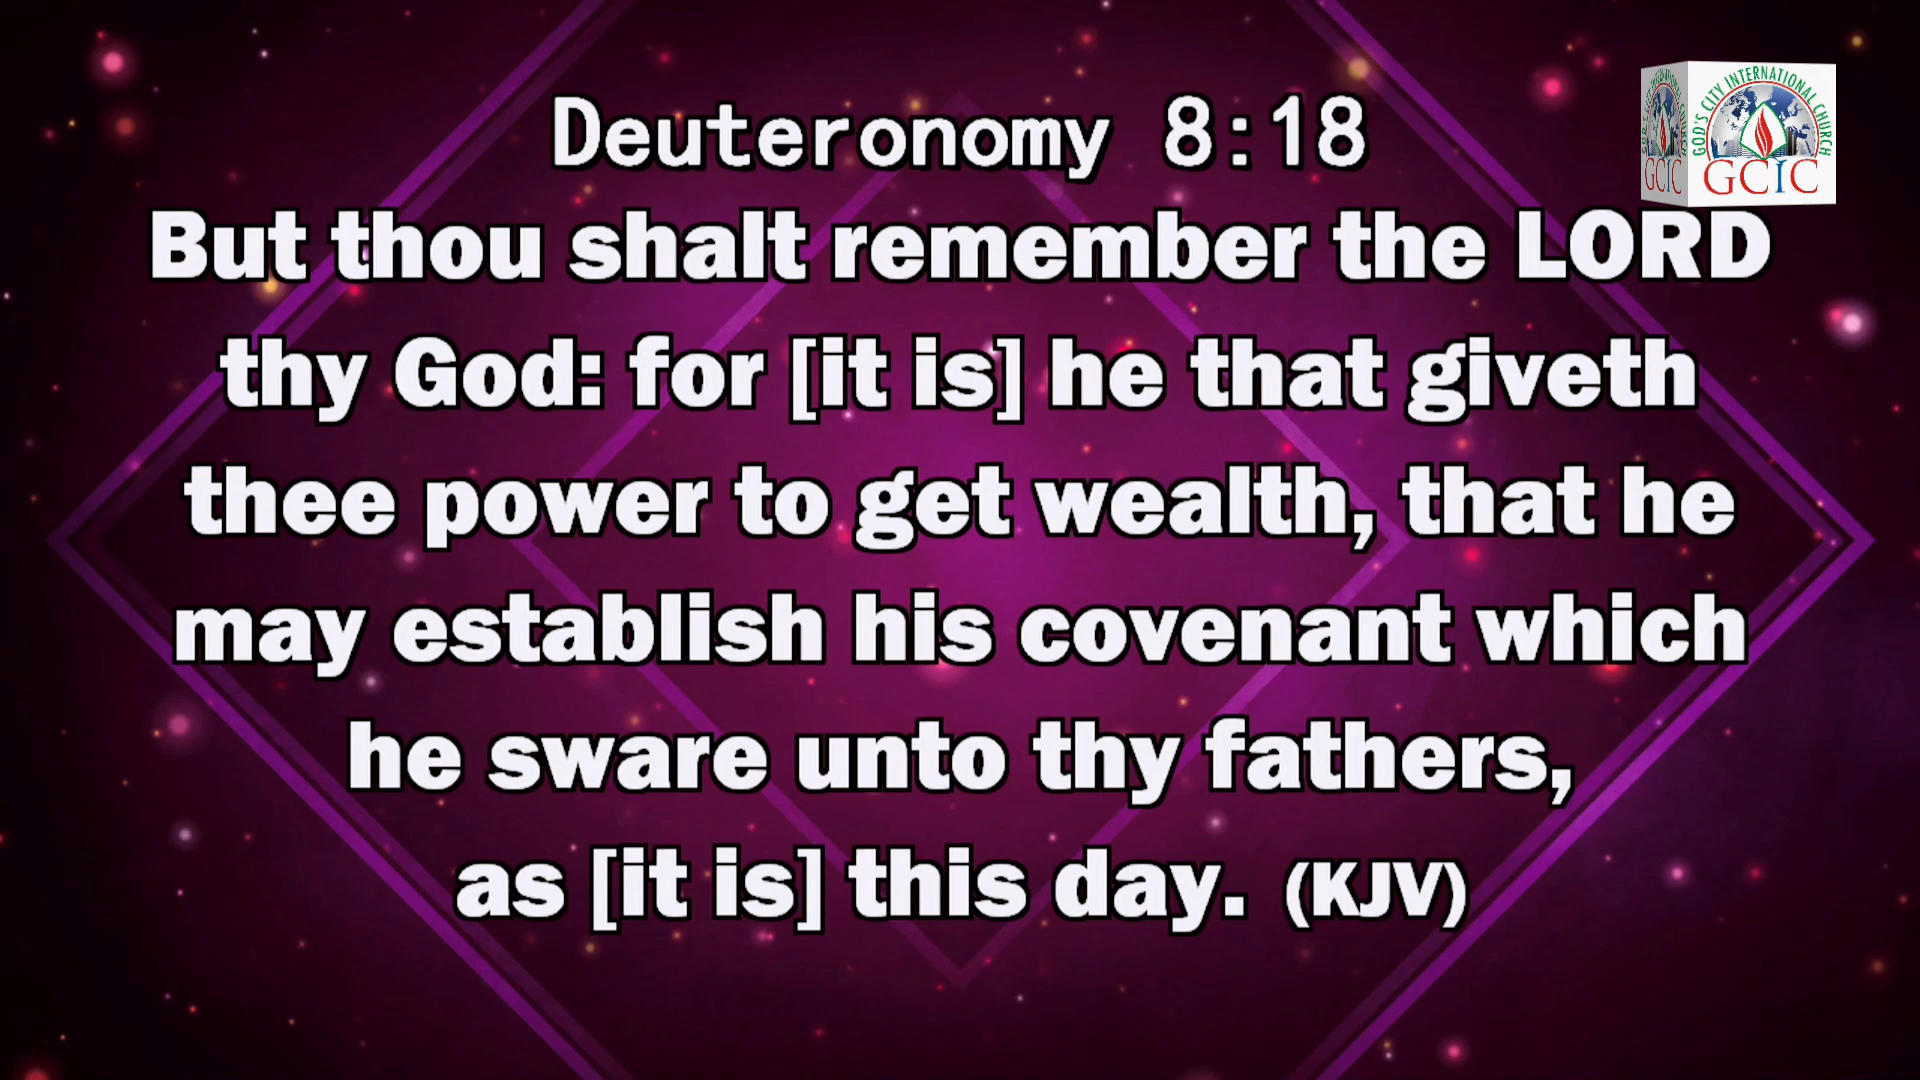 Deuteronomy 8:18
But thou shalt remember the LORD
thy God: for [it is] he that giveth
thee power to get wealth, that he
may establish his covenant which
he sware unto thy fathers,
as [it is] this day. (KJV)
GOD'S CITY INTERNATIONAL CHURCH
GCIC
GCIC